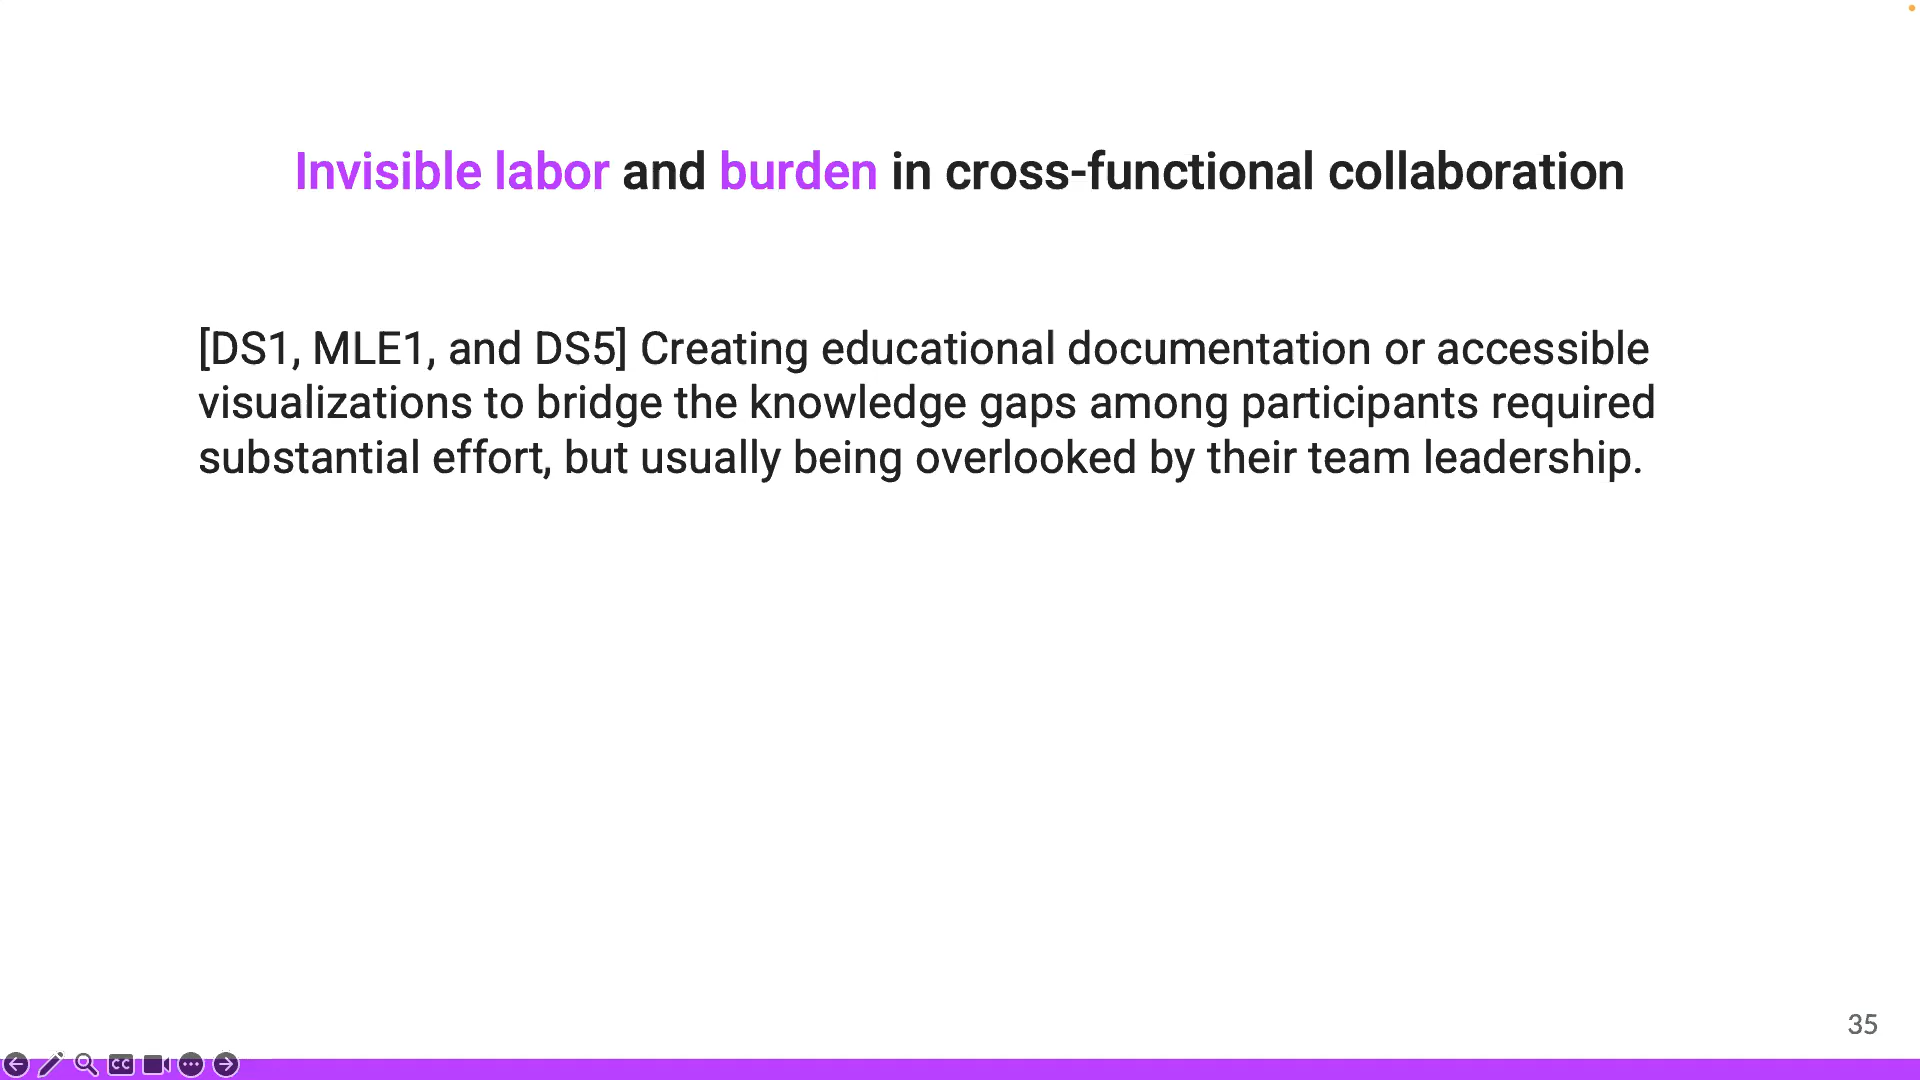 Invisible labor and burden in cross-functional collaboration
[DS1, MLE1, and DS5] Creating educational documentation or accessible
visualizations to bridge the knowledge gaps among participants required
substantial effort, but usually being overlooked by their team leadership.
35
CC